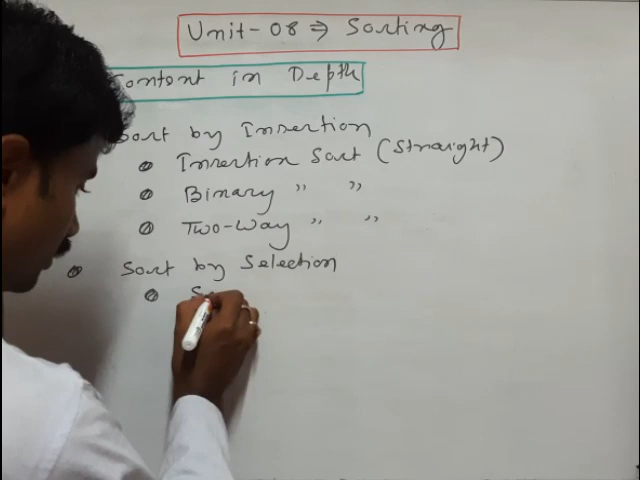 Unit-08 ⇒ Sorting
Content in Depth
Sort by Insertion
Insertion Sort (Straight)
Binary " "
Two-Way " "
Sort by Selection
S